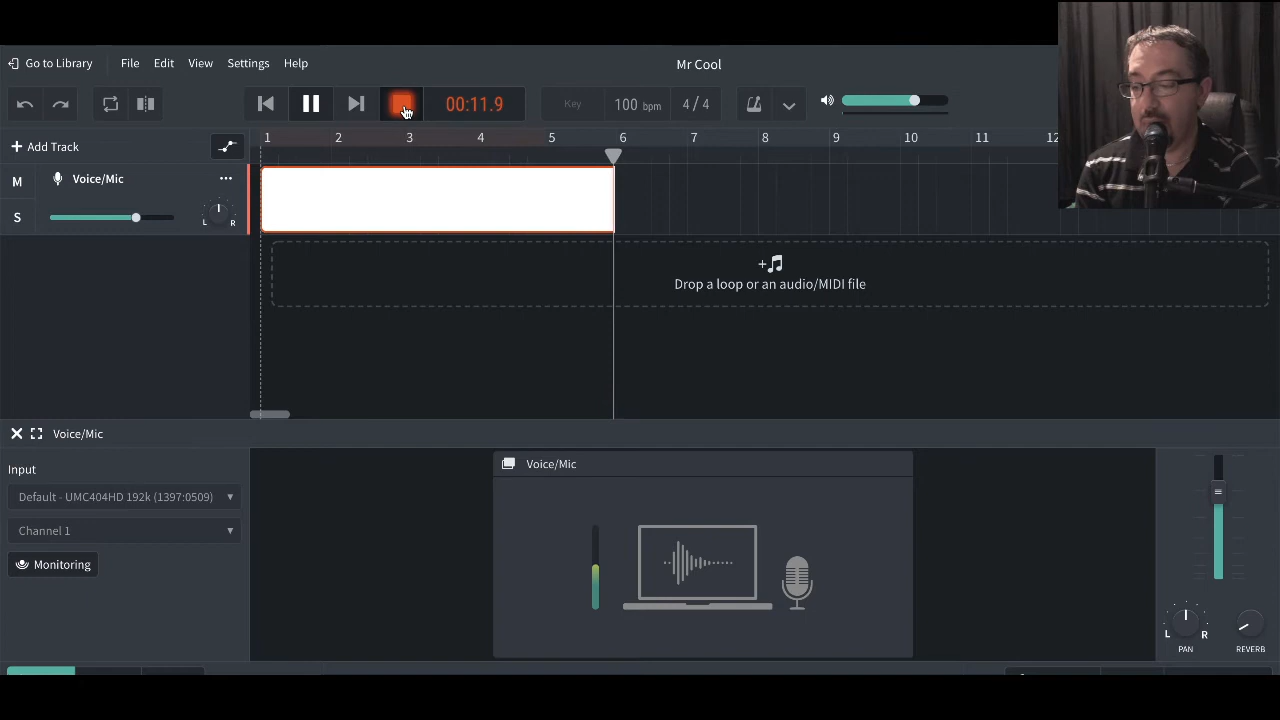 Go to Library File Edit View Settings Help Mr Cool
00:11.9 Key 100 bpm 4 / 4
+ Add Track 1 2 3 4 5 6 7 8 9 10 11 12
M Voice/Mic ...
S L R
+ Drop a loop or an audio/MIDI file
Voice/Mic
Input
Voice/Mic
Default - UMC404HD 192k (1397:0509)
Channel 1
Monitoring
L R
PAN REVERB